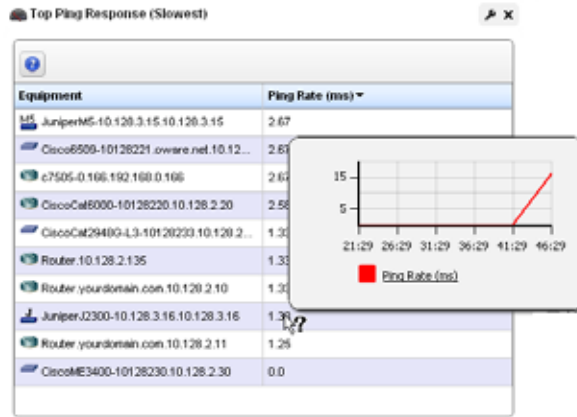 Top Ping Response (Slowest)
Equipment Ping Rate (ms)
M5 JuniperM5-10.128.3.15.10.128.3.15 2.67
Cisco6509-10128221.oware.net.10.12... 2.67
c7505-0.166.192.168.0.166 2.67
CiscoCat6000-10128220.10.128.2.20 2.58
CiscoCat2948G-L3-10128233.10.128.2... 1.33
Router.10.128.2.135 1.33
Router.yourdomain.com.10.128.2.10 1.33
JuniperJ2300-10.128.3.16.10.128.3.16
Router.yourdomain.com.10.128.2.11 1.25
CiscoME3400-10128230.10.128.2.30 0.0
15
5
21:29 26:29 31:29 36:29 41:29 46:29
Ping Rate (ms)